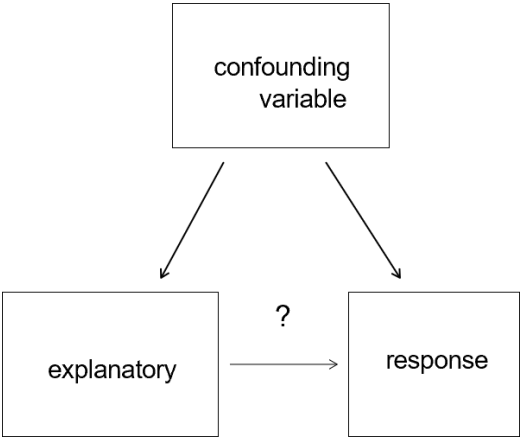 confounding
variable
?
explanatory
response